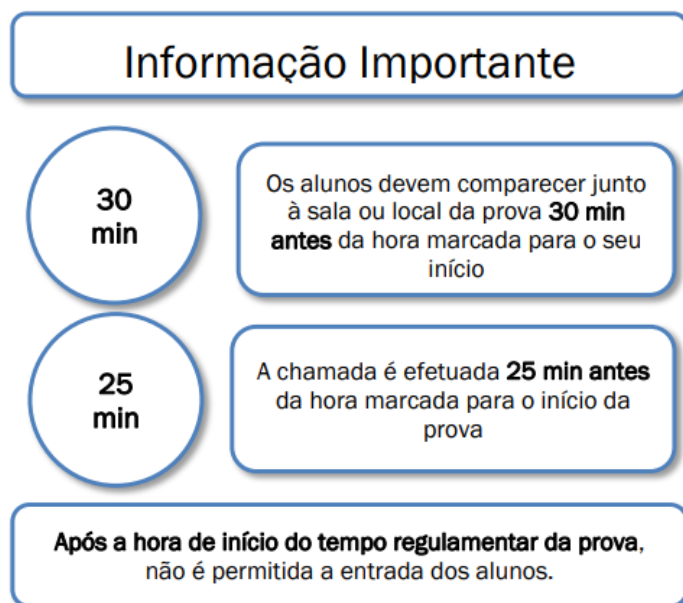 Informação Importante
30
min
Os alunos devem comparecer junto
à sala ou local da prova 30 min
antes da hora marcada para o seu
início
25
min
A chamada é efetuada 25 min antes
da hora marcada para o início da
prova
Após a hora de início do tempo regulamentar da prova,
não é permitida a entrada dos alunos.